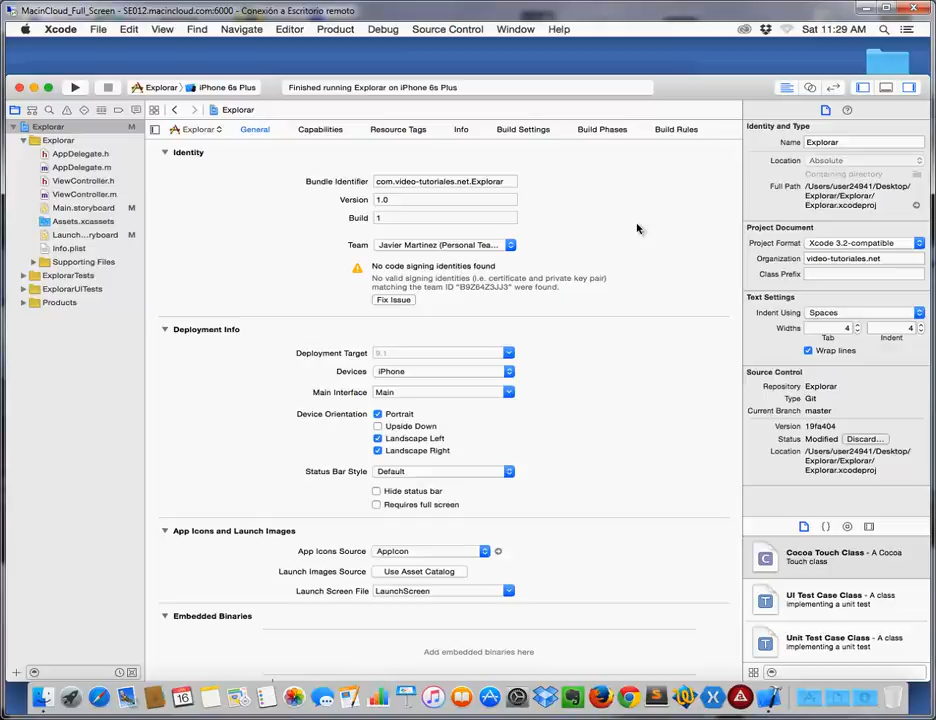 MacinCloud_Full_Screen - SE012.macincloud.com:6000 - Conexión a Escritorio remoto
Xcode File Edit View Find Navigate Editor Product Debug Source Control Window Help
Sat 11:29 AM
Explorar iPhone 6s Plus
Finished running Explorar on iPhone 6s Plus
Explorar M
Explorar
AppDelegate.h
AppDelegate.m
ViewController.h
ViewController.m
Main.storyboard M
Assets.xcassets
Launch...ryboard M
Info.plist
Supporting Files
ExplorarTests
ExplorarUITests
Products
Explorar
Explorar General Capabilities Resource Tags Info Build Settings Build Phases Build Rules
Identity
Bundle Identifier com.video-tutoriales.net.Explorar
Version 1.0
Build 1
Team Javier Martinez (Personal Tea...
No code signing identities found
No valid signing identities (i.e. certificate and private key pair)
matching the team ID "B9Z64Z3JJ3" were found.
Fix Issue
Deployment Info
Deployment Target 9.1
Devices iPhone
Main Interface Main
Device Orientation Portrait
Upside Down
Landscape Left
Landscape Right
Status Bar Style Default
Hide status bar
Requires full screen
App Icons and Launch Images
App Icons Source AppIcon
Launch Images Source Use Asset Catalog
Launch Screen File LaunchScreen
Embedded Binaries
Add embedded binaries here
Identity and Type
Name Explorar
Location Absolute
Containing directory
Full Path /Users/user24941/Desktop/
Explorar/Explorar/
Explorar.xcodeproj
Project Document
Project Format Xcode 3.2-compatible
Organization video-tutoriales.net
Class Prefix
Text Settings
Indent Using Spaces
Widths 4 4
Tab Indent
Wrap lines
Source Control
Repository Explorar
Type Git
Current Branch master
Version 19fa404
Status Modified Discard...
Location /Users/user24941/Desktop/
Explorar/Explorar/
Explorar.xcodeproj
Cocoa Touch Class - A Cocoa
Touch class
UI Test Case Class - A class
implementing a unit test
Unit Test Case Class - A class
implementing a unit test
16